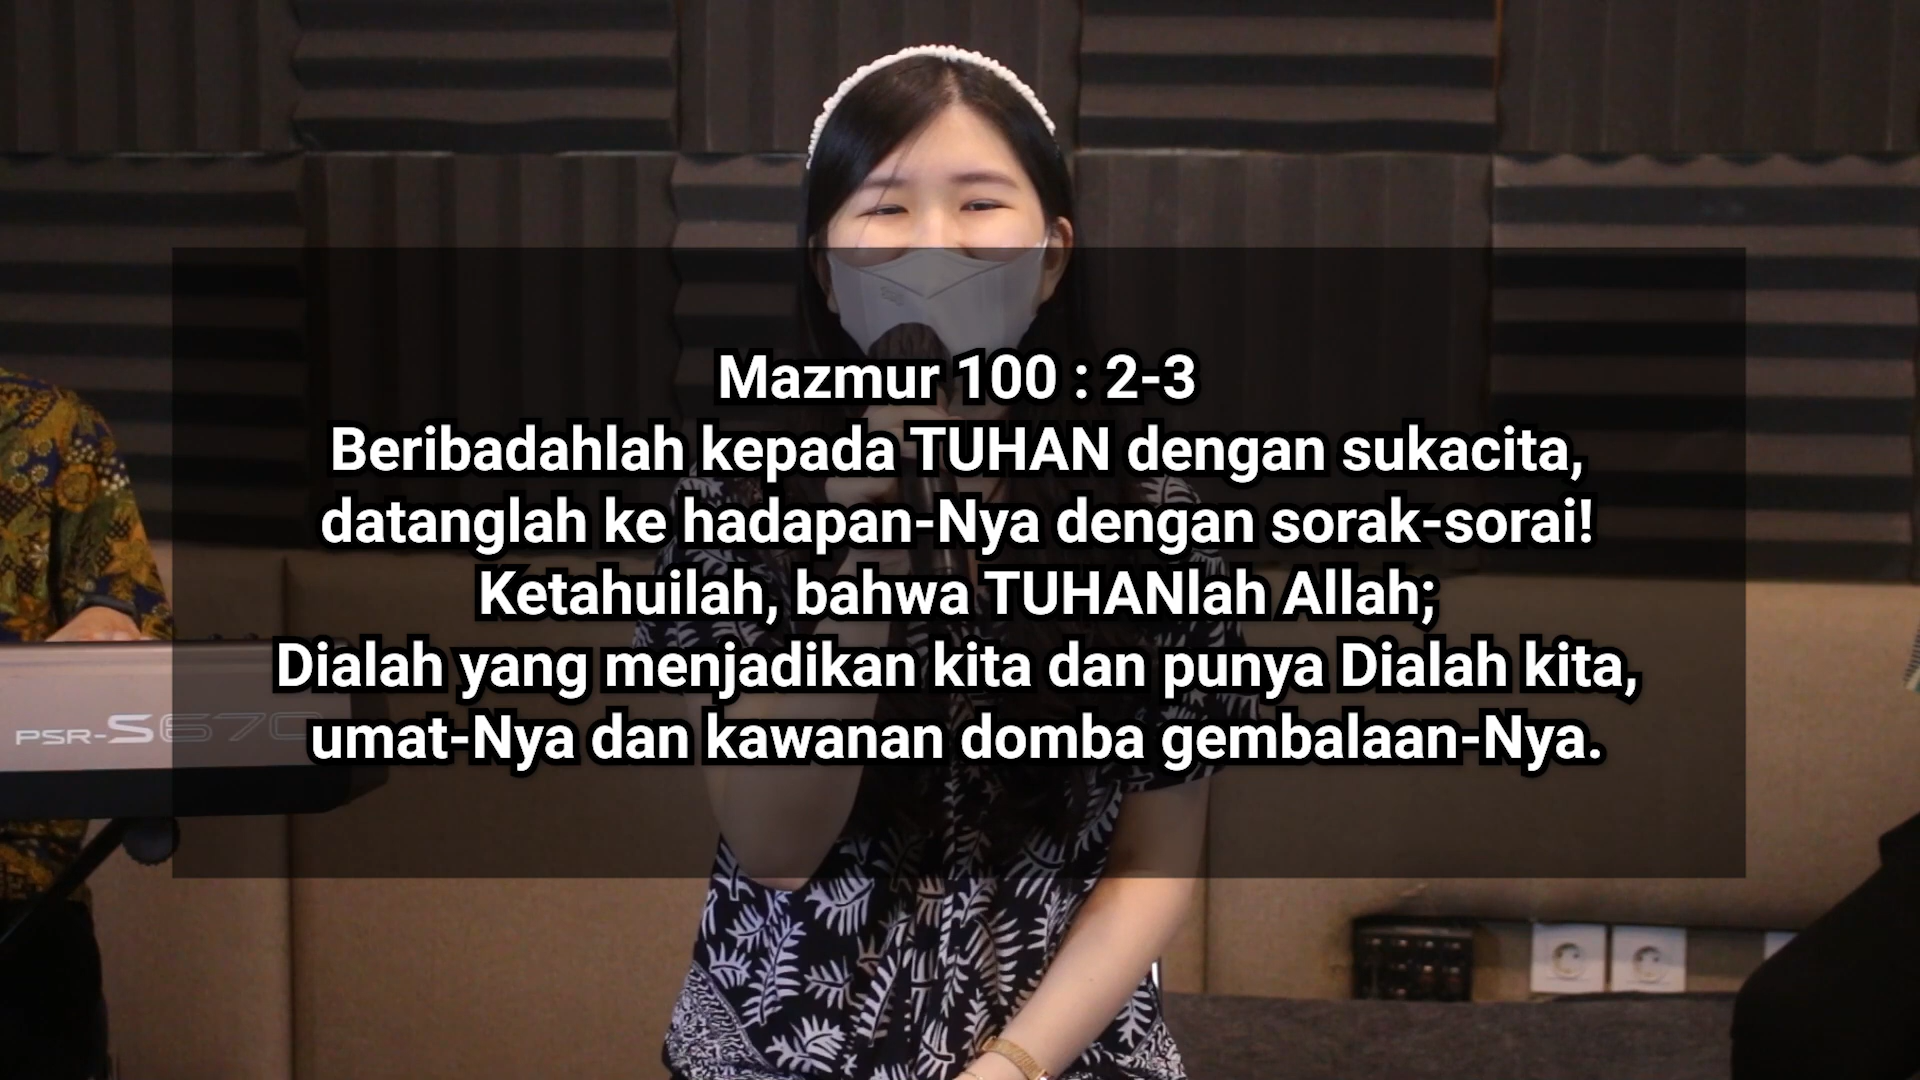 Mazmur 100 : 2-3
Beribadahlah kepada TUHAN dengan sukacita,
datanglah ke hadapan-Nya dengan sorak-sorai!
Ketahuilah, bahwa TUHANlah Allah;
Dialah yang menjadikan kita dan punya Dialah kita,
umat-Nya dan kawanan domba gembalaan-Nya.
PSR-S670